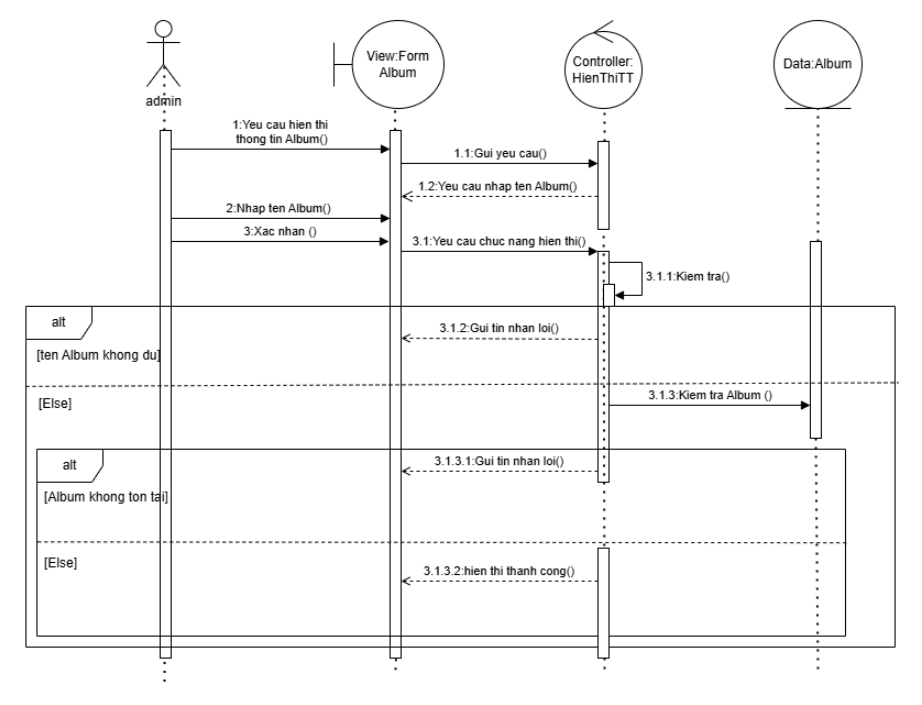 View:Form
Album
Controller:
HienThiTT
Data:Album
admin
1:Yeu cau hien thi
thong tin Album()
1.1:Gui yeu cau()
1.2:Yeu cau nhap ten Album()
2:Nhap ten Album()
3:Xac nhan ()
3.1:Yeu cau chuc nang hien thi()
3.1.1:Kiem tra()
alt
3.1.2:Gui tin nhan loi()
[ten Album khong du]
[Else]
3.1.3:Kiem tra Album ()
alt
3.1.3.1:Gui tin nhan loi()
[Album khong ton tai]
[Else]
3.1.3.2:hien thi thanh cong()